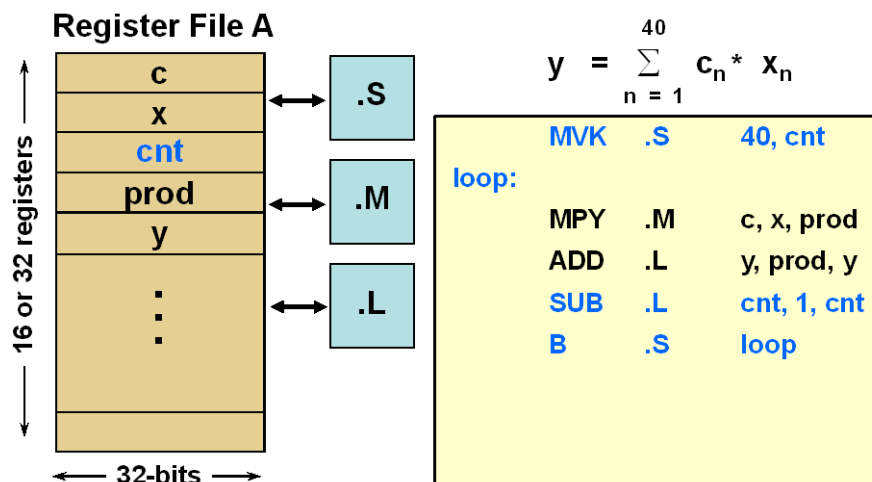 Register File A
c
x
cnt
prod
y
⋮
16 or 32 registers
32-bits
.S
.M
.L
40
y = ∑ cn * xn
n = 1
MVK .S 40, cnt
loop:
MPY .M c, x, prod
ADD .L y, prod, y
SUB .L cnt, 1, cnt
B .S loop